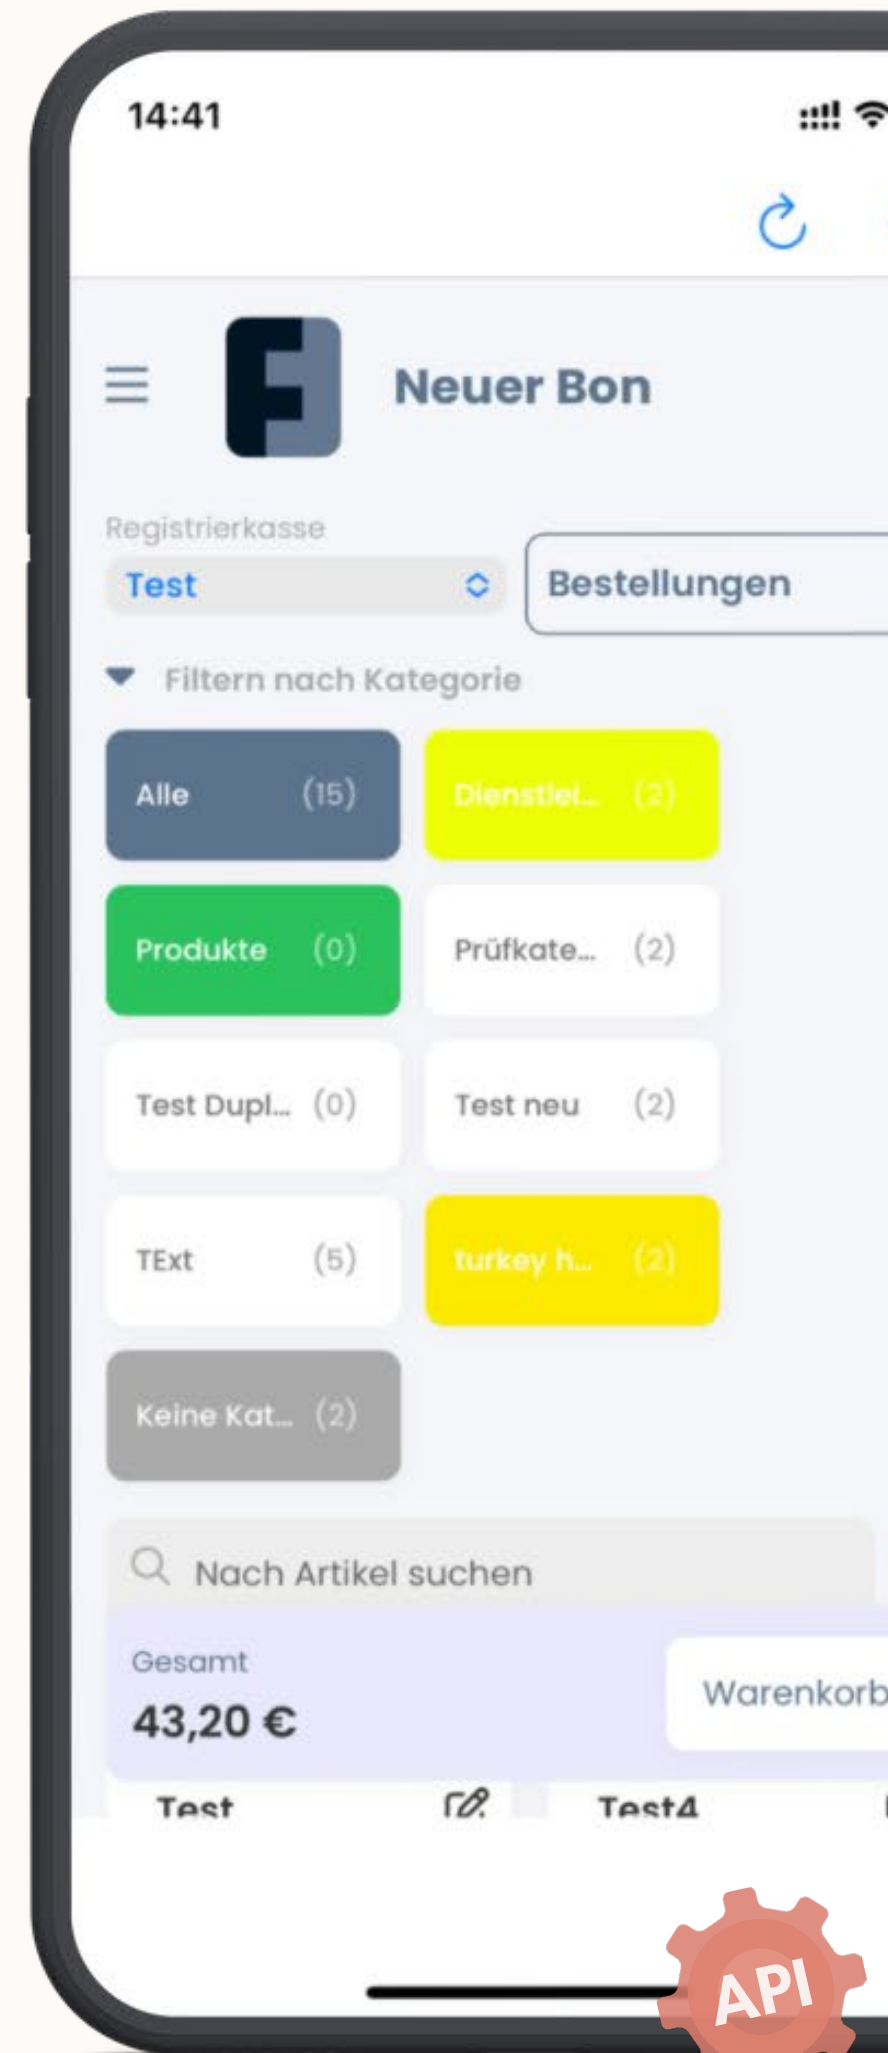 14:41
Neuer Bon
Registrierkasse
Test
Bestellungen
Filtern nach Kategorie
Alle (15)
Dienstlei... (2)
Produkte (0)
Prüfkate... (2)
Test Dupl... (0)
Test neu (2)
TExt (5)
turkey h... (2)
Keine Kat... (2)
Nach Artikel suchen
Gesamt
43,20 €
Warenkorb
Test
Test4
API